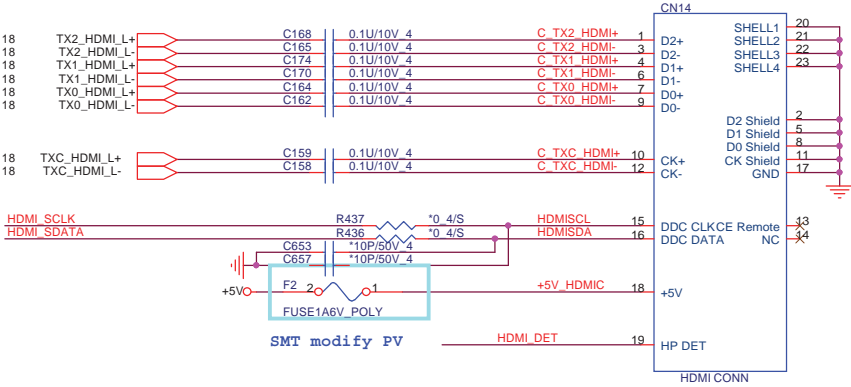 CN14
18 TX2_HDMI_L+ C168 0.1U/10V_4 C_TX2_HDMI+ 1 D2+ SHELL1 20
18 TX2_HDMI_L- C165 0.1U/10V_4 C_TX2_HDMI- 3 D2- SHELL2 21
18 TX1_HDMI_L+ C174 0.1U/10V_4 C_TX1_HDMI+ 4 D1+ SHELL3 22
18 TX1_HDMI_L- C170 0.1U/10V_4 C_TX1_HDMI- 6 D1- SHELL4 23
18 TX0_HDMI_L+ C164 0.1U/10V_4 C_TX0_HDMI+ 7 D0+
18 TX0_HDMI_L- C162 0.1U/10V_4 C_TX0_HDMI- 9 D0-
D2 Shield 2
D1 Shield 5
D0 Shield 8
18 TXC_HDMI_L+ C159 0.1U/10V_4 C_TXC_HDMI+ 10 CK+ CK Shield 11
18 TXC_HDMI_L- C158 0.1U/10V_4 C_TXC_HDMI- 12 CK- GND 17
HDMI_SCLK R437 *0_4/S HDMISCL 15 DDC CLK CE Remote 13
HDMI_SDATA R436 *0_4/S HDMISDA 16 DDC DATA NC 14
C653 *10P/50V_4
C657 *10P/50V_4
+5V F2 2 1 +5V_HDMIC 18 +5V
FUSE1A6V_POLY
SMT modify PV
HDMI_DET 19 HP DET
HDMI CONN